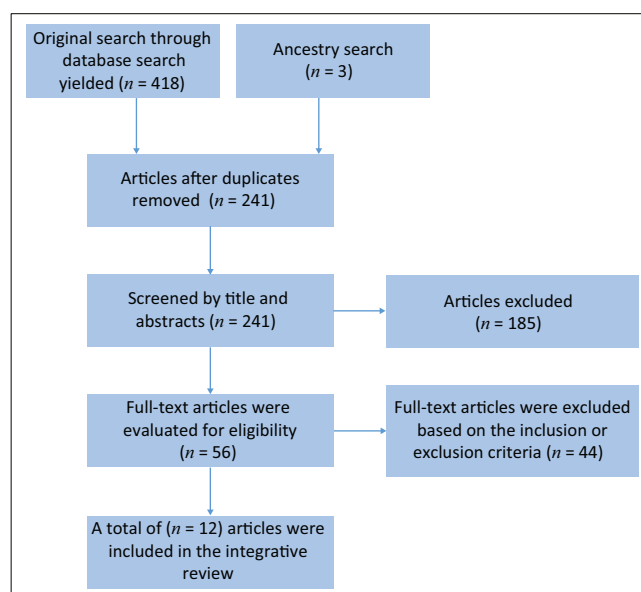 Original search through
database search
yielded (n = 418)
Ancestry search
(n = 3)
Articles after duplicates
removed (n = 241)
Screened by title and
abstracts (n = 241)
Articles excluded
(n = 185)
Full-text articles were
evaluated for eligibility
(n = 56)
Full-text articles were excluded
based on the inclusion or
exclusion criteria (n = 44)
A total of (n = 12) articles were
included in the integrative
review